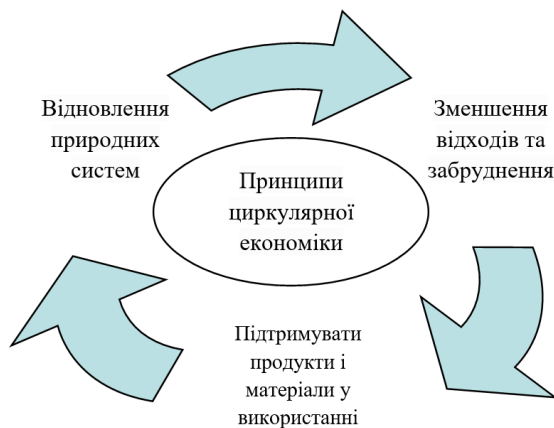 Відновлення
природних
систем
Зменшення
відходів та
забруднення
Принципи
циркулярної
економіки
Підтримувати
продукти і
матеріали у
використанні